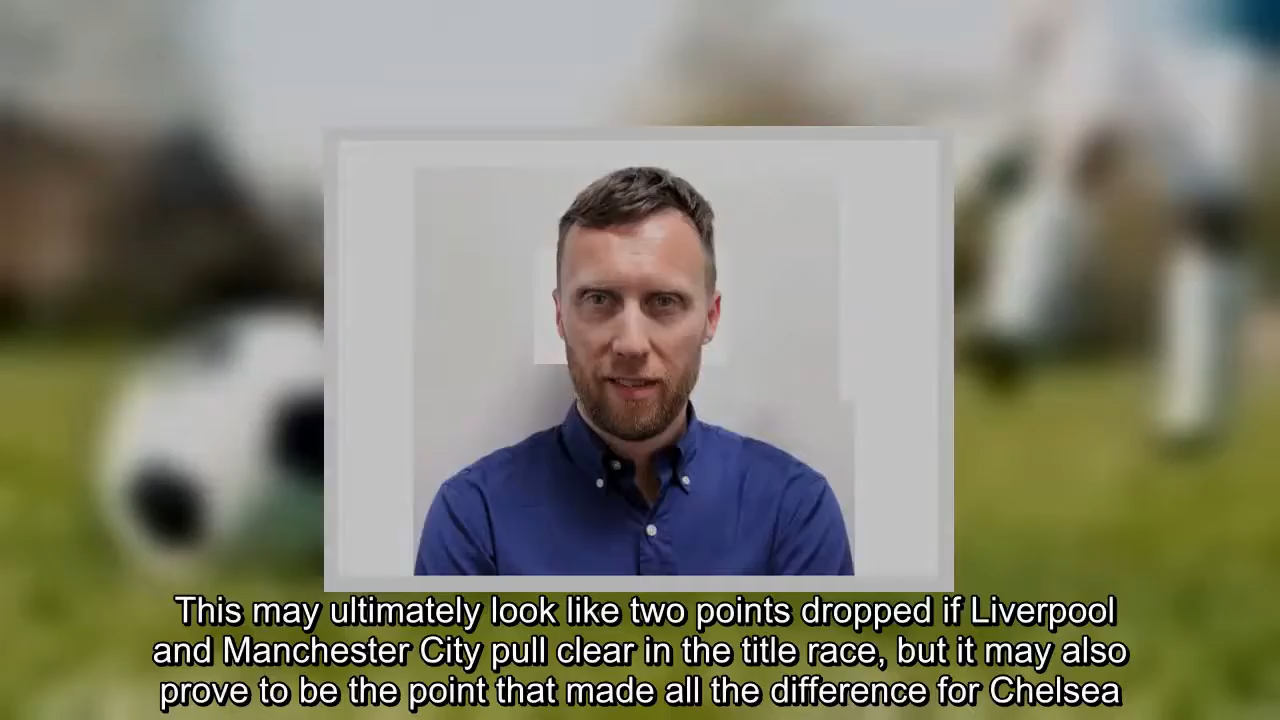 This may ultimately look like two points dropped if Liverpool
and Manchester City pull clear in the title race, but it may also
prove to be the point that made all the difference for Chelsea